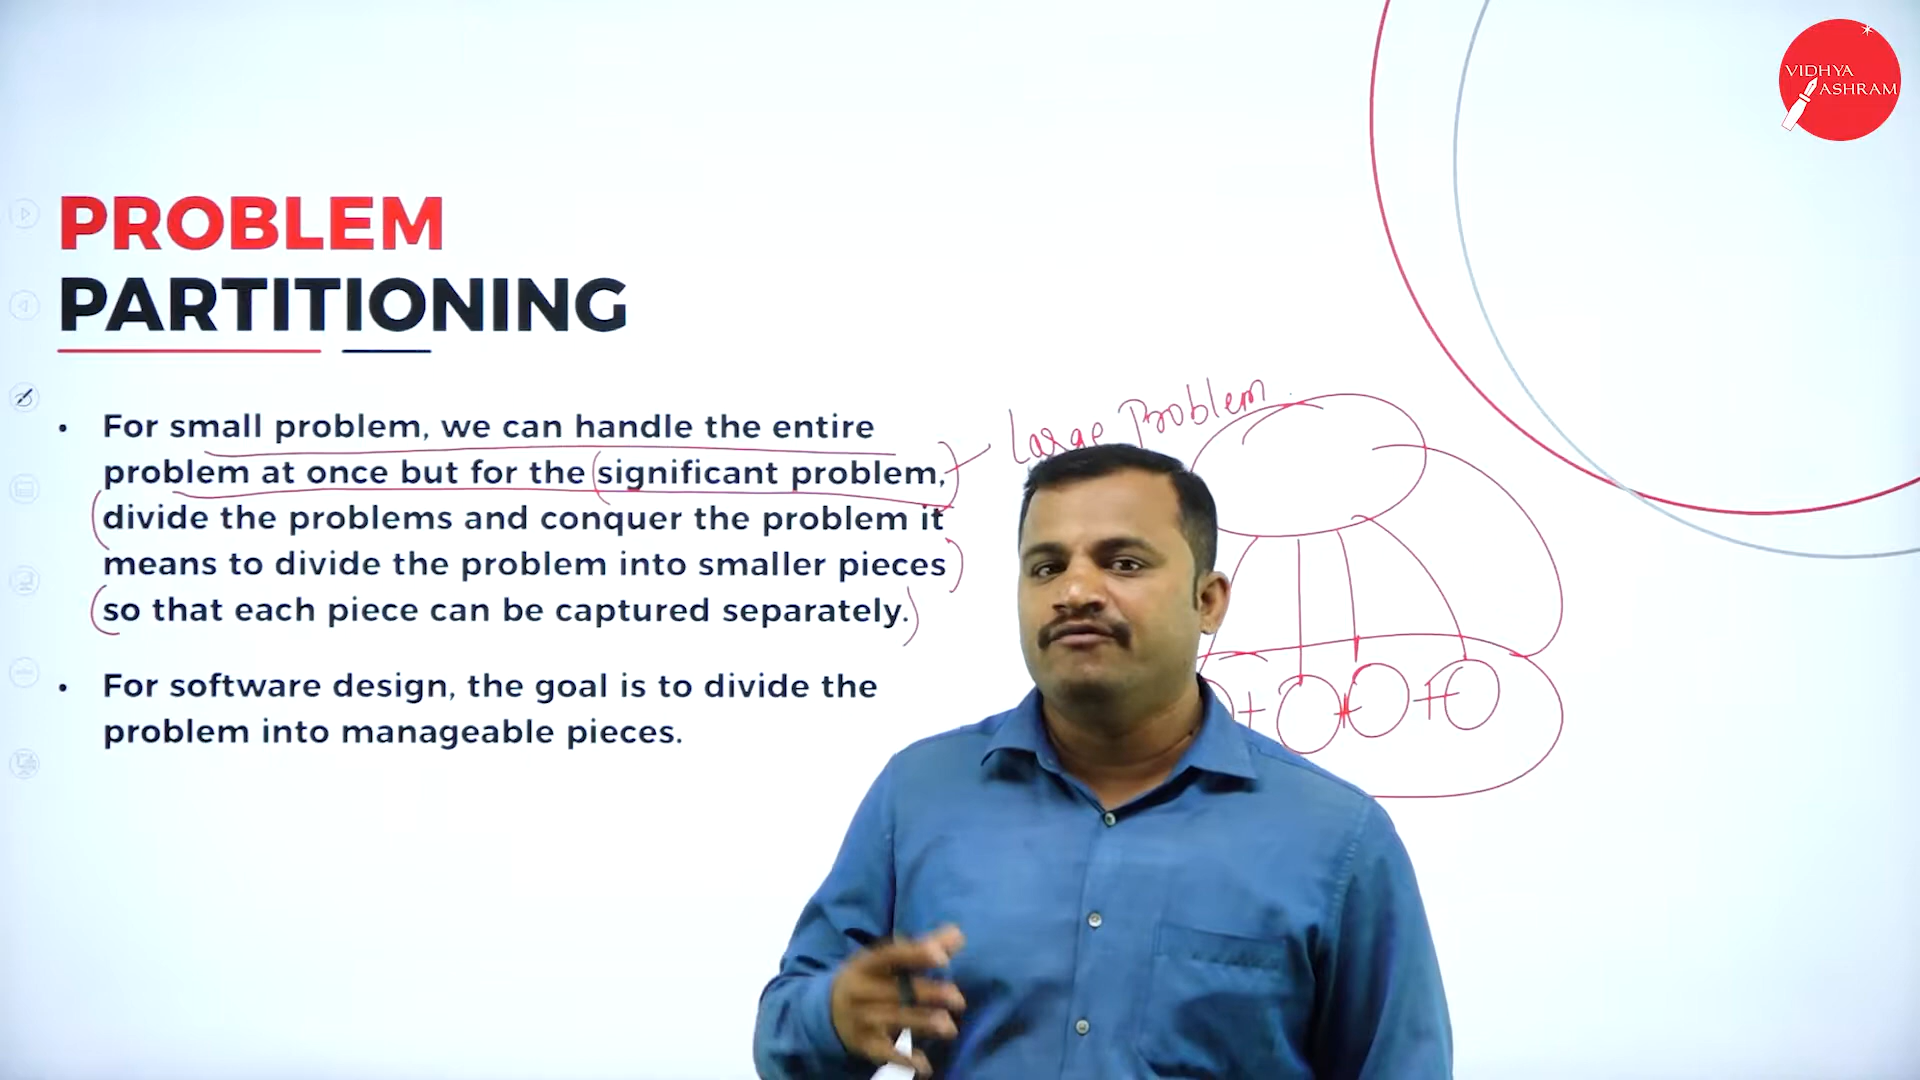 VIDHYA
ASHRAM
PROBLEM
PARTITIONING
• For small problem, we can handle the entire
problem at once but for the significant problem,
divide the problems and conquer the problem it
means to divide the problem into smaller pieces
so that each piece can be captured separately.
• For software design, the goal is to divide the
problem into manageable pieces.
Large Problem
+ + +